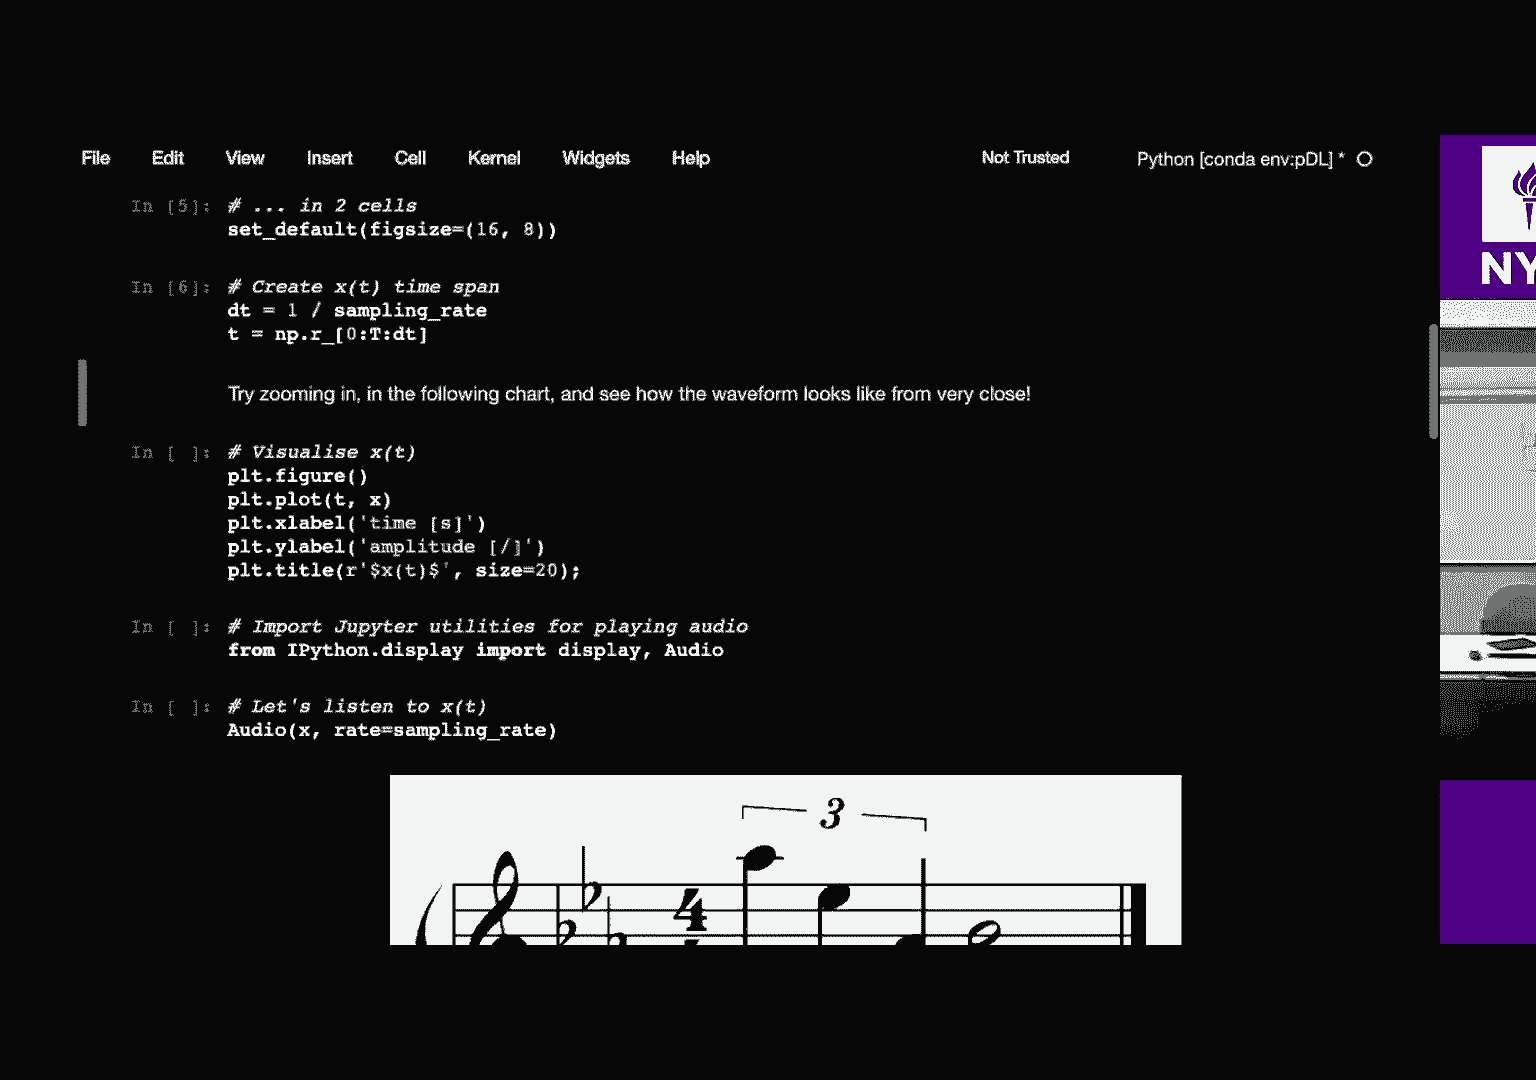 File Edit View Insert Cell Kernel Widgets Help Not Trusted Python [conda env:pDL] *
In [5]: # ... in 2 cells
set_default(figsize=(16, 8))
In [6]: # Create x(t) time span
dt = 1 / sampling_rate
t = np.r_[0:T:dt]
Try zooming in, in the following chart, and see how the waveform looks like from very close!
In [ ]: # Visualise x(t)
plt.figure()
plt.plot(t, x)
plt.xlabel('time [s]')
plt.ylabel('amplitude [/]')
plt.title(r'$x(t)$', size=20);
In [ ]: # Import Jupyter utilities for playing audio
from IPython.display import display, Audio
In [ ]: # Let's listen to x(t)
Audio(x, rate=sampling_rate)
3
4
NY